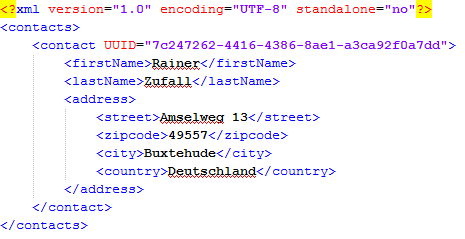 <?xml version="1.0" encoding="UTF-8" standalone="no"?>
<contacts>
<contact UUID="7c247262-4416-4386-8ae1-a3ca92f0a7dd">
<firstName>Rainer</firstName>
<lastName>Zufall</lastName>
<address>
<street>Amselweg 13</street>
<zipcode>49557</zipcode>
<city>Buxtehude</city>
<country>Deutschland</country>
</address>
</contact>
</contacts>